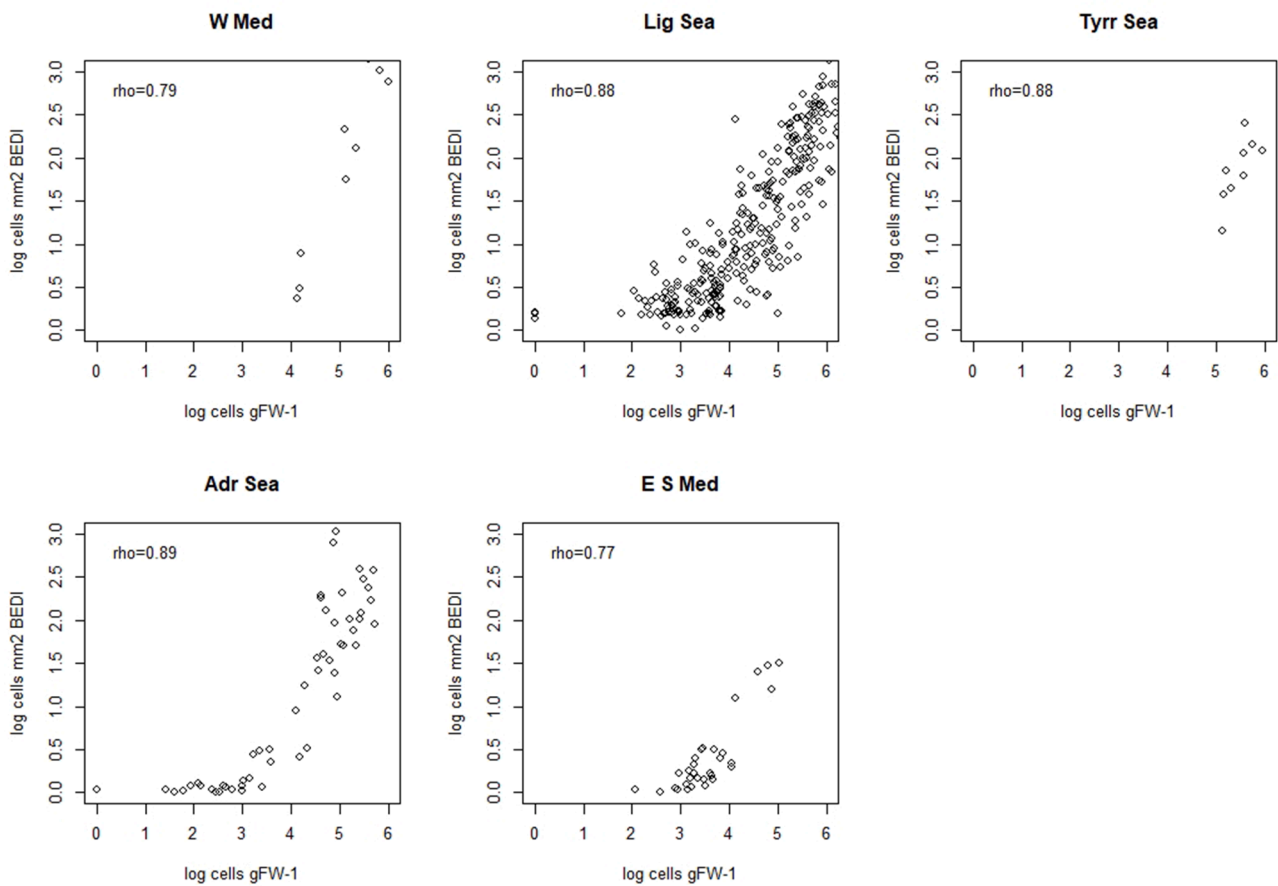 W Med
Lig Sea
Tyrr Sea
rho=0.79
rho=0.88
rho=0.88
log cells mm2 BEDI
0.0 0.5 1.0 1.5 2.0 2.5 3.0
log cells mm2 BEDI
0.0 0.5 1.0 1.5 2.0 2.5 3.0
log cells mm2 BEDI
0.0 0.5 1.0 1.5 2.0 2.5 3.0
0 1 2 3 4 5 6
0 1 2 3 4 5 6
0 1 2 3 4 5 6
log cells gFW-1
log cells gFW-1
log cells gFW-1
Adr Sea
E S Med
rho=0.89
rho=0.77
log cells mm2 BEDI
0.0 0.5 1.0 1.5 2.0 2.5 3.0
log cells mm2 BEDI
0.0 0.5 1.0 1.5 2.0 2.5 3.0
0 1 2 3 4 5 6
0 1 2 3 4 5 6
log cells gFW-1
log cells gFW-1